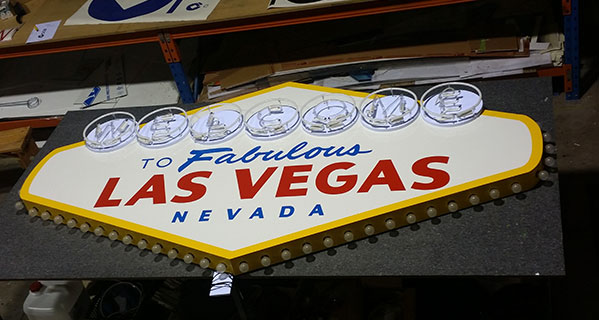 WELCOME
TO Fabulous
LAS VEGAS
NEVADA